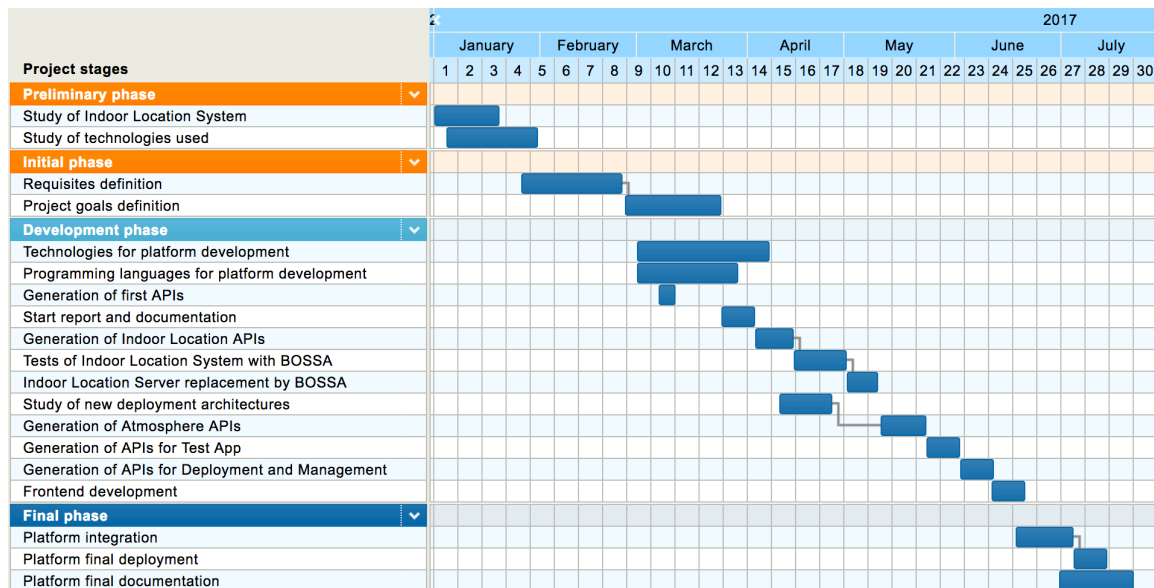 2 2017
January February March April May June July
Project stages 1 2 3 4 5 6 7 8 9 10 11 12 13 14 15 16 17 18 19 20 21 22 23 24 25 26 27 28 29 30
Preliminary phase
Study of Indoor Location System
Study of technologies used
Initial phase
Requisites definition
Project goals definition
Development phase
Technologies for platform development
Programming languages for platform development
Generation of first APIs
Start report and documentation
Generation of Indoor Location APIs
Tests of Indoor Location System with BOSSA
Indoor Location Server replacement by BOSSA
Study of new deployment architectures
Generation of Atmosphere APIs
Generation of APIs for Test App
Generation of APIs for Deployment and Management
Frontend development
Final phase
Platform integration
Platform final deployment
Platform final documentation